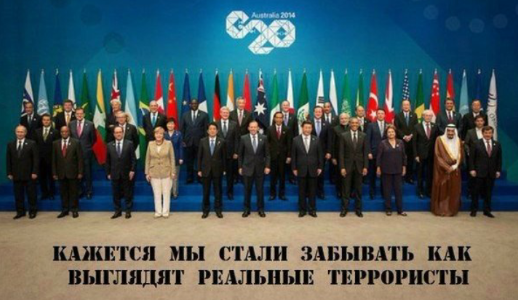 Australia 2014
G20
КАЖЕТСЯ МЫ СТАЛИ ЗАБЫВАТЬ КАК
ВЫГЛЯДЯТ РЕАЛЬНЫЕ ТЕРРОРИСТЫ